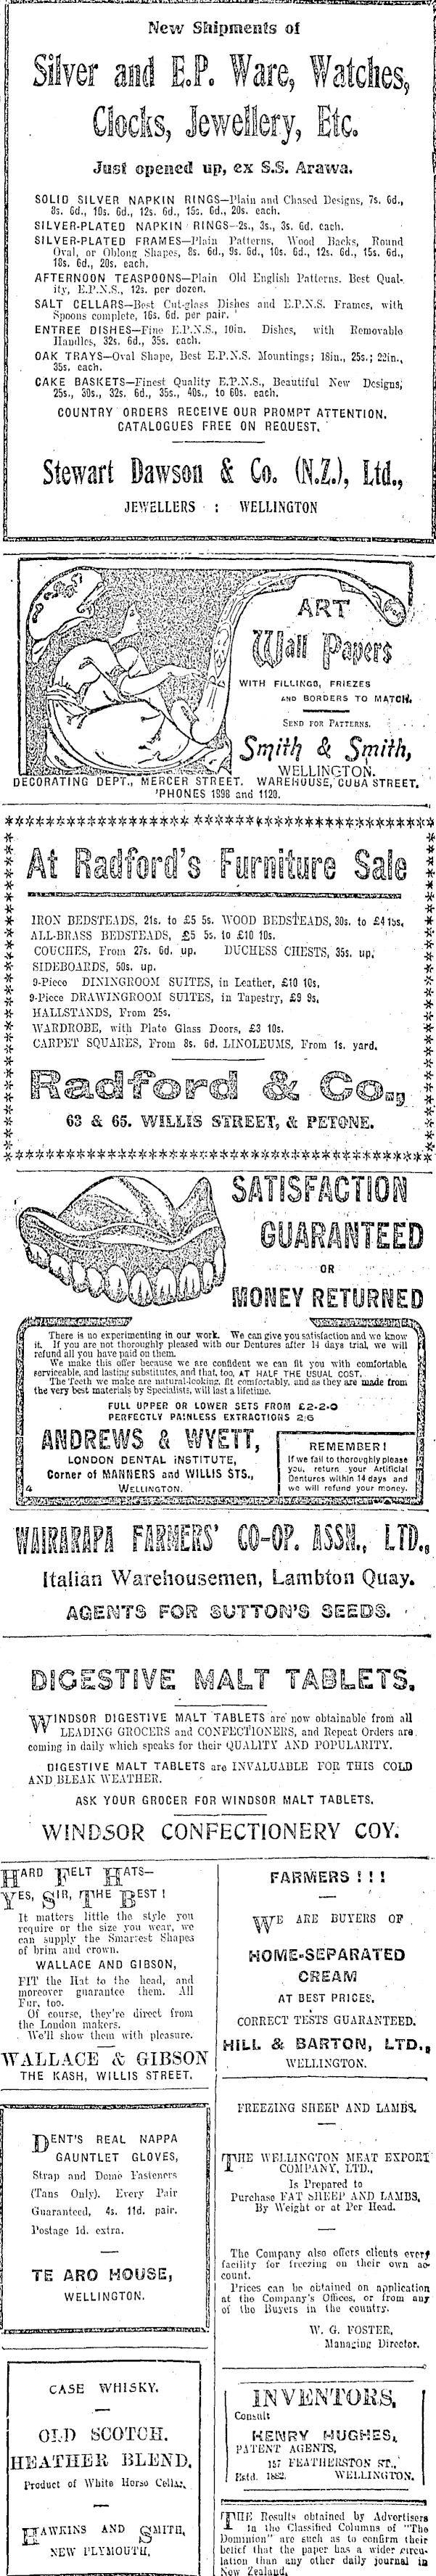 New Shipments of
Silver and E.P. Ware, Watches,
Clocks, Jewellery, Etc.
Just opened up, ex S.S. Arawa.
SOLID SILVER NAPKIN RINGS—Plain and Chased Designs, 7s. 6d.,
8s. 6d., 10s. 6d., 12s. 6d., 15s. 6d., 20s. each.
SILVER-PLATED NAPKIN RINGS—2s., 3s., 3s. 6d. each.
SILVER-PLATED FRAMES—Plain Patterns, Wood Backs, Round
Oval, or Oblong Shapes, 8s. 6d., 9s. 6d., 10s. 6d., 12s. 6d., 15s. 6d.,
18s. 6d., 20s. each.
AFTERNOON TEASPOONS—Plain Old English Patterns. Best Qual-
ity, E.P.N.S., 12s. per dozen.
SALT CELLARS—Best Cut-glass Dishes and E.P.N.S. Frames, with
Spoons complete, 16s. 6d. per pair.
ENTREE DISHES—Fine E.P.N.S., 10in. Dishes, with Removable
Handles, 32s. 6d., 35s. each.
OAK TRAYS—Oval Shape, Best E.P.N.S. Mountings; 18in., 25s.; 22in.,
35s. each.
CAKE BASKETS—Finest Quality E.P.N.S., Beautiful New Designs,
25s., 30s., 32s. 6d., 35s., 40s., to 60s. each.
COUNTRY ORDERS RECEIVE OUR PROMPT ATTENTION.
CATALOGUES FREE ON REQUEST.
Stewart Dawson & Co. (N.Z.), Ltd.,
JEWELLERS : WELLINGTON
ART
Wall Papers
WITH FILLINGS, FRIEZES
AND BORDERS TO MATCH.
SEND FOR PATTERNS.
Smith & Smith,
WELLINGTON.
DECORATING DEPT., MERCER STREET. WAREHOUSE, CUBA STREET.
'PHONES 1898 and 1120.
At Radford's Furniture Sale
IRON BEDSTEADS, 21s. to £5 5s. WOOD BEDSTEADS, 30s. to £4 15s.
ALL-BRASS BEDSTEADS, £5 5s. to £10 10s.
COUCHES, From 27s. 6d. up. DUCHESS CHESTS, 35s. up.
SIDEBOARDS, 50s. up.
9-Piece DININGROOM SUITES, in Leather, £10 10s.
9-Piece DRAWINGROOM SUITES, in Tapestry, £9 9s.
HALLSTANDS, From 25s.
WARDROBE, with Plate Glass Doors, £3 10s.
CARPET SQUARES, From 8s. 6d. LINOLEUMS, From 1s. yard.
Radford & Co.,
63 & 65. WILLIS STREET, & PETONE.
SATISFACTION
GUARANTEED
OR
MONEY RETURNED
There is no experimenting in our work. We can give you satisfaction and we know
it. If you are not thoroughly pleased with our Dentures after 14 days trial, we will
refund all you have paid on them.
We make this offer because we are confident we can fit you with comfortable,
serviceable, and lasting substitutes, and that, too, AT HALF THE USUAL COST.
The Teeth we make are natural-looking, fit comfortably, and as they are made from
the very best materials by Specialists, will last a lifetime.
FULL UPPER OR LOWER SETS FROM £2-2-0
PERFECTLY PAINLESS EXTRACTIONS 2/6
ANDREWS & WYETT,
LONDON DENTAL INSTITUTE,
Corner of MANNERS and WILLIS STS.,
4 WELLINGTON.
REMEMBER!
If we fail to thoroughly please
you, return your Artificial
Dentures within 14 days and
we will refund your money.
WAIRARAPA FARMERS' CO-OP. ASSN., LTD.,
Italian Warehousemen, Lambton Quay.
AGENTS FOR SUTTON'S SEEDS.
DIGESTIVE MALT TABLETS.
WINDSOR DIGESTIVE MALT TABLETS are now obtainable from all
LEADING GROCERS and CONFECTIONERS, and Repeat Orders are
coming in daily which speaks for their QUALITY AND POPULARITY.
DIGESTIVE MALT TABLETS are INVALUABLE FOR THIS COLD
AND BLEAK WEATHER.
ASK YOUR GROCER FOR WINDSOR MALT TABLETS.
WINDSOR CONFECTIONERY COY.
HARD FELT HATS—
YES, SIR, THE BEST!
It matters little the style you
require or the size you wear, we
can supply the Smartest Shapes
of brim and crown.
WALLACE AND GIBSON,
FIT the Hat to the head, and
moreover guarantee them. All
Fur, too.
Of course, they're direct from
the London makers.
We'll show them with pleasure.
WALLACE & GIBSON
THE KASH, WILLIS STREET.
DENT'S REAL NAPPA
GAUNTLET GLOVES,
Strap and Dome Fasteners
(Tans Only). Every Pair
Guaranteed, 4s. 11d. pair.
Postage 1d. extra.
TE ARO HOUSE,
WELLINGTON.
CASE WHISKY.
OLD SCOTCH.
HEATHER BLEND.
Product of White Horse Cellar.
HAWKINS AND SMITH,
NEW PLYMOUTH.
FARMERS!!!
WE ARE BUYERS OF
HOME-SEPARATED
CREAM
AT BEST PRICES.
CORRECT TESTS GUARANTEED.
HILL & BARTON, LTD.,
WELLINGTON.
FREEZING SHEEP AND LAMBS.
THE WELLINGTON MEAT EXPORT
COMPANY, LTD.,
Is Prepared to
Purchase FAT SHEEP AND LAMBS,
By Weight or at Per Head.
The Company also offers clients every
facility for freezing on their own ac-
count.
Prices can be obtained on application
at the Company's Offices, or from any
of the Buyers in the country.
W. G. FOSTER,
Managing Director.
INVENTORS,
Consult
HENRY HUGHES,
PATENT AGENTS,
157 FEATHERSTON ST.,
Estd. 1882. WELLINGTON.
THE Results obtained by Advertisers
in the Classified Columns of "The
Dominion" are such as to confirm their
belief that the paper has a wider circu-
lation than any other daily journal in
New Zealand.